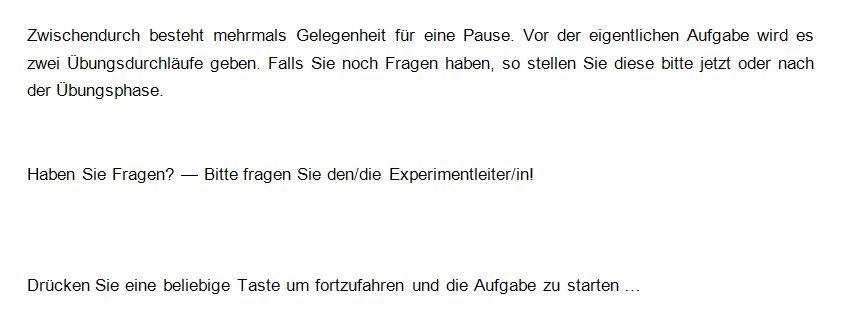 Zwischendurch besteht mehrmals Gelegenheit für eine Pause. Vor der eigentlichen Aufgabe wird es
zwei Übungsdurchläufe geben. Falls Sie noch Fragen haben, so stellen Sie diese bitte jetzt oder nach
der Übungsphase.
Haben Sie Fragen? — Bitte fragen Sie den/die Experimentleiter/in!
Drücken Sie eine beliebige Taste um fortzufahren und die Aufgabe zu starten …